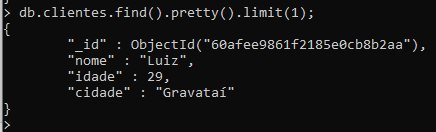 > db.clientes.find().pretty().limit(1);
{
        "_id" : ObjectId("60afee9861f2185e0cb8b2aa"),
        "nome" : "Luiz",
        "idade" : 29,
        "cidade" : "Gravataí"
}
>